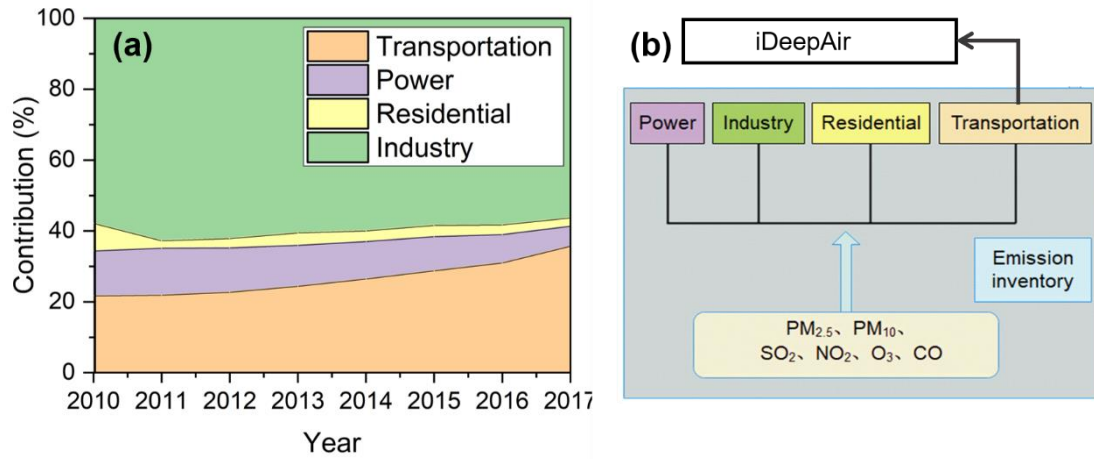 (a)
Transportation
Power
Residential
Industry
Contribution (%)
100
80
60
40
20
0
2010 2011 2012 2013 2014 2015 2016 2017
Year
(b)
iDeepAir
Power Industry Residential Transportation
Emission
inventory
PM2.5、PM10、
SO2、NO2、O3、CO